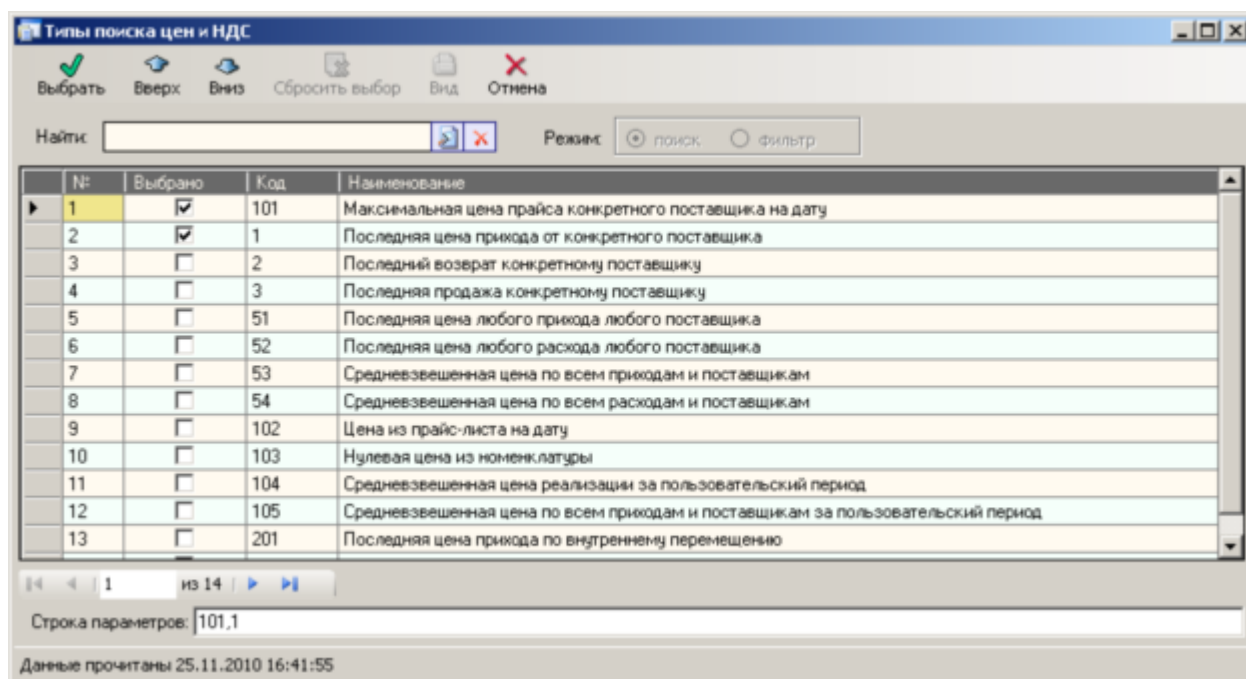 Типы поиска цен и НДС
Выбрать Вверх Вниз Сбросить выбор Вид Отмена
Найти: Режим: поиск фильтр
№ Выбрано Код Наименование
1 101 Максимальная цена прайса конкретного поставщика на дату
2 1 Последняя цена прихода от конкретного поставщика
3 2 Последний возврат конкретному поставщику
4 3 Последняя продажа конкретному поставщику
5 51 Последняя цена любого прихода любого поставщика
6 52 Последняя цена любого расхода любого поставщика
7 53 Средневзвешенная цена по всем приходам и поставщикам
8 54 Средневзвешенная цена по всем расходам и поставщикам
9 102 Цена из прайс-листа на дату
10 103 Нулевая цена из номенклатуры
11 104 Средневзвешенная цена реализации за пользовательский период
12 105 Средневзвешенная цена по всем приходам и поставщикам за пользовательский период
13 201 Последняя цена прихода по внутреннему перемещению
1 из 14
Строка параметров: 101,1
Данные прочитаны 25.11.2010 16:41:55